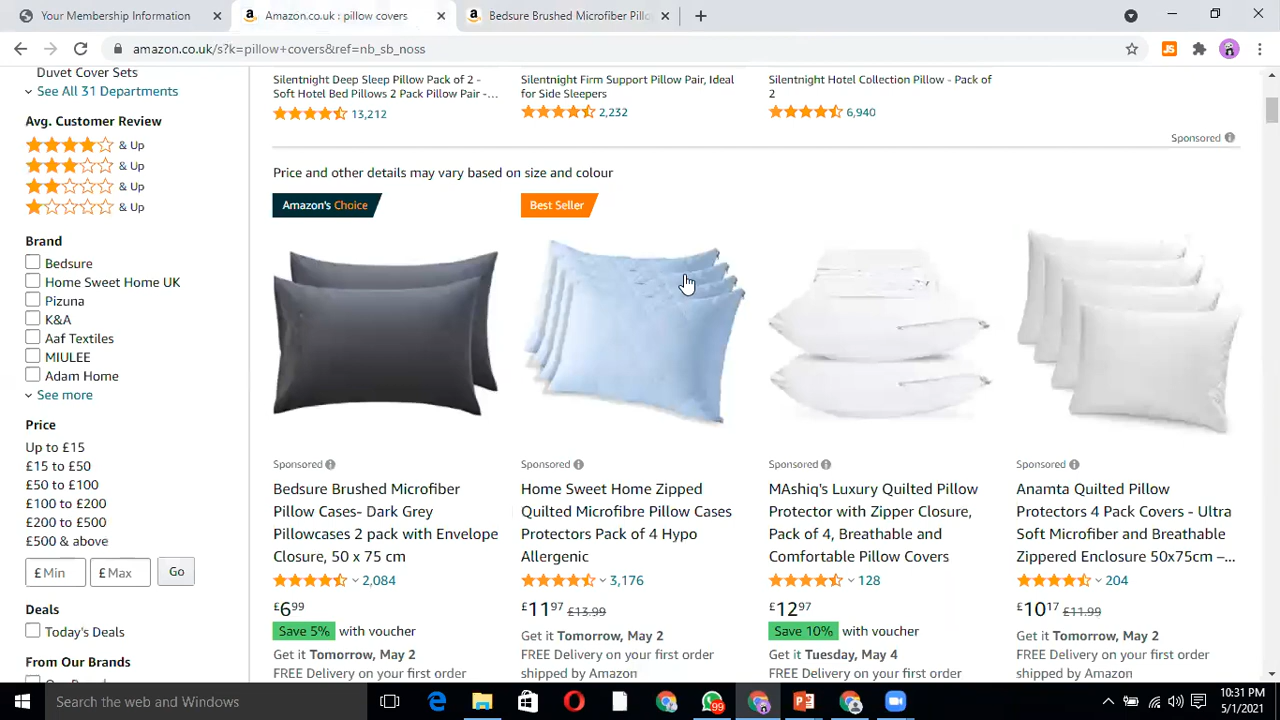 Your Membership Information
Amazon.co.uk : pillow covers
Bedsure Brushed Microfiber Pill
amazon.co.uk/s?k=pillow+covers&ref=nb_sb_noss
JS
Duvet Cover Sets
See All 31 Departments
Avg. Customer Review
& Up
& Up
& Up
& Up
Brand
Bedsure
Home Sweet Home UK
Pizuna
K&A
Aaf Textiles
MIULEE
Adam Home
See more
Price
Up to £15
£15 to £50
£50 to £100
£100 to £200
£200 to £500
£500 & above
£ Min £ Max Go
Deals
Today's Deals
From Our Brands
Silentnight Deep Sleep Pillow Pack of 2 -
Soft Hotel Bed Pillows 2 Pack Pillow Pair -...
13,212
Silentnight Firm Support Pillow Pair, Ideal
for Side Sleepers
2,232
Silentnight Hotel Collection Pillow - Pack of
2
6,940
Sponsored
Price and other details may vary based on size and colour
Amazon's Choice
Sponsored
Bedsure Brushed Microfiber
Pillow Cases- Dark Grey
Pillowcases 2 pack with Envelope
Closure, 50 x 75 cm
2,084
£6.99
Save 5% with voucher
Get it Tomorrow, May 2
FREE Delivery on your first order
Best Seller
Sponsored
Home Sweet Home Zipped
Quilted Microfibre Pillow Cases
Protectors Pack of 4 Hypo
Allergenic
3,176
£11.97 £13.99
Get it Tomorrow, May 2
FREE Delivery on your first order
shipped by Amazon
Sponsored
MAshiq's Luxury Quilted Pillow
Protector with Zipper Closure,
Pack of 4, Breathable and
Comfortable Pillow Covers
128
£12.97
Save 10% with voucher
Get it Tuesday, May 4
FREE Delivery on your first order
Sponsored
Anamta Quilted Pillow
Protectors 4 Pack Covers - Ultra
Soft Microfiber and Breathable
Zippered Enclosure 50x75cm –...
204
£10.17 £11.99
Get it Tomorrow, May 2
FREE Delivery on your first order
shipped by Amazon
Search the web and Windows
99
10:31 PM
5/1/2021